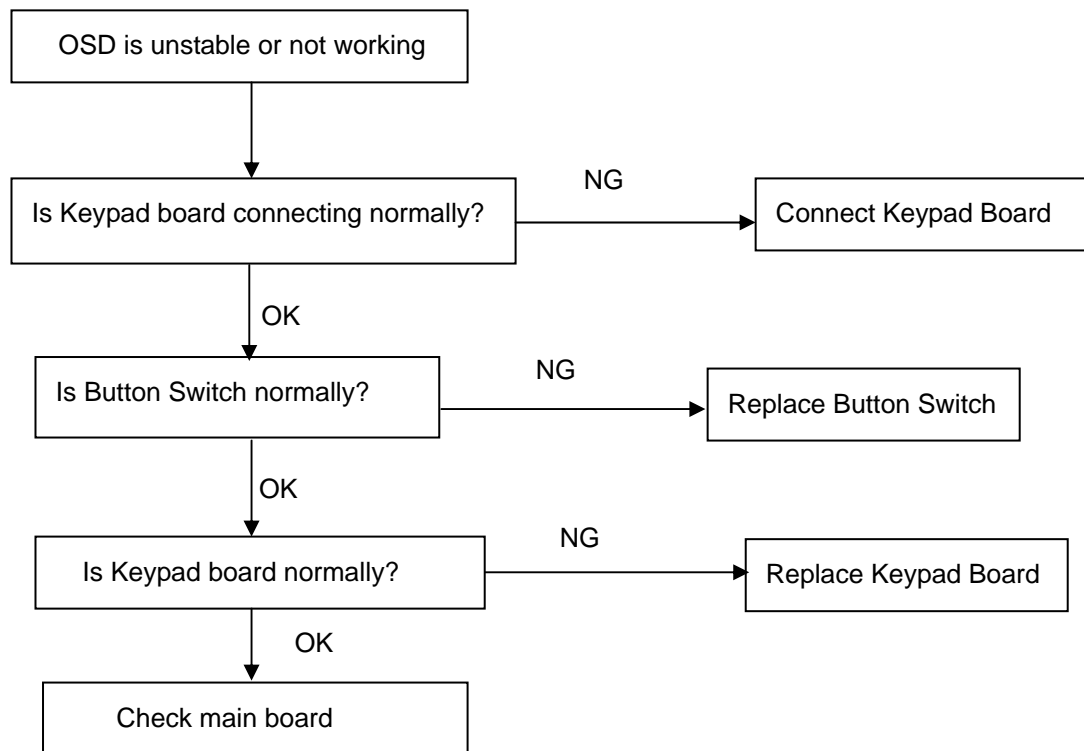 OSD is unstable or not working
NG
Is Keypad board connecting normally?
Connect Keypad Board
OK
NG
Is Button Switch normally?
Replace Button Switch
OK
NG
Is Keypad board normally?
Replace Keypad Board
OK
Check main board